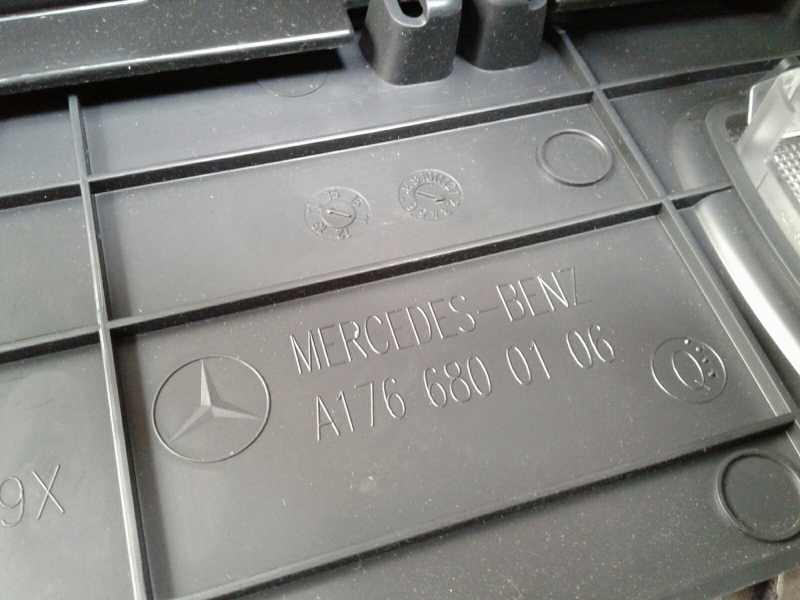 MERCEDES-BENZ
A176 680 01 06
Q
9X